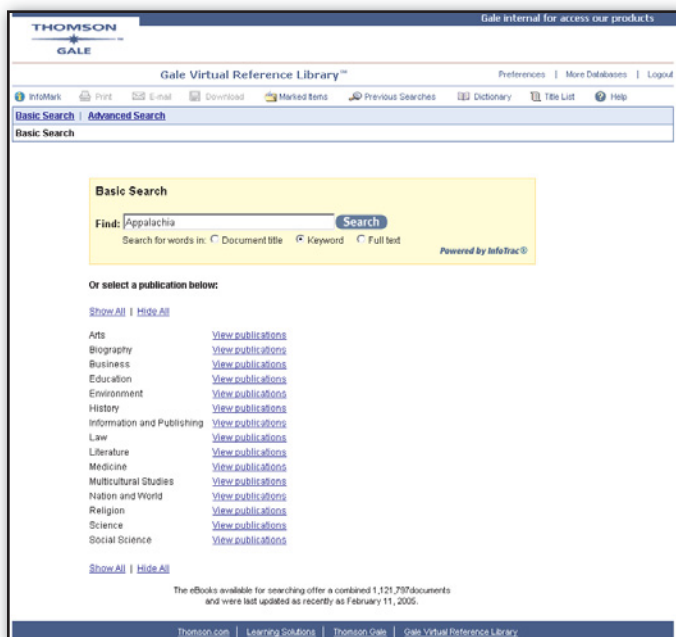 Gale internal for access our products
THOMSON
GALE
Gale Virtual Reference Library™
Preferences | More Databases | Logout
InfoMark Print E-mail Download Marked Items Previous Searches Dictionary Title List Help
Basic Search | Advanced Search
Basic Search
Basic Search
Find: Appalachia Search
Search for words in: Document title Keyword Full text
Powered by InfoTrac®
Or select a publication below:
Show All | Hide All
Arts View publications
Biography View publications
Business View publications
Education View publications
Environment View publications
History View publications
Information and Publishing View publications
Law View publications
Literature View publications
Medicine View publications
Multicultural Studies View publications
Nation and World View publications
Religion View publications
Science View publications
Social Science View publications
Show All | Hide All
The eBooks available for searching offer a combined 1,121,797documents
and were last updated as recently as February 11, 2005.
Thomson.com | Learning Solutions | Thomson Gale | Gale Virtual Reference Library